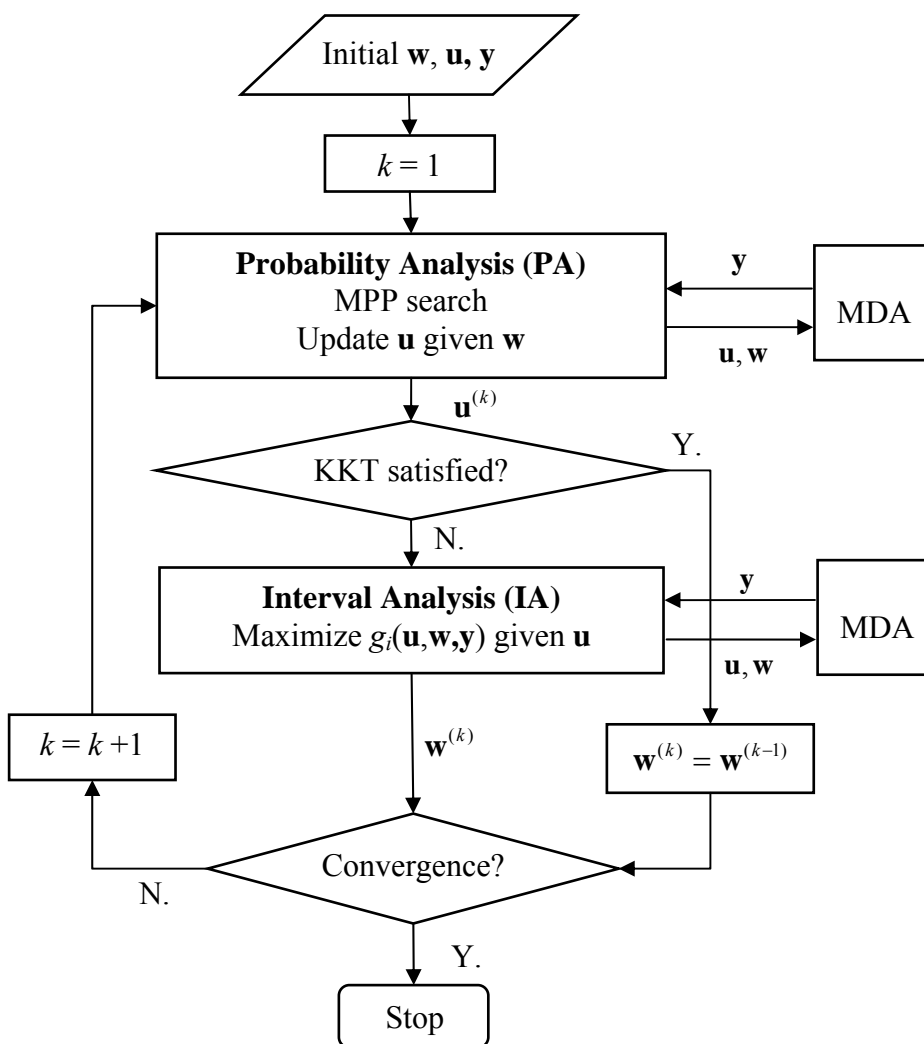 Initial w, u, y
k = 1
Probability Analysis (PA)
MPP search
Update u given w
y
MDA
u, w
u^(k)
KKT satisfied?
Y.
N.
Interval Analysis (IA)
Maximize g_i(u,w,y) given u
y
MDA
u, w
k = k +1
w^(k)
w^(k) = w^(k−1)
Convergence?
N.
Y.
Stop